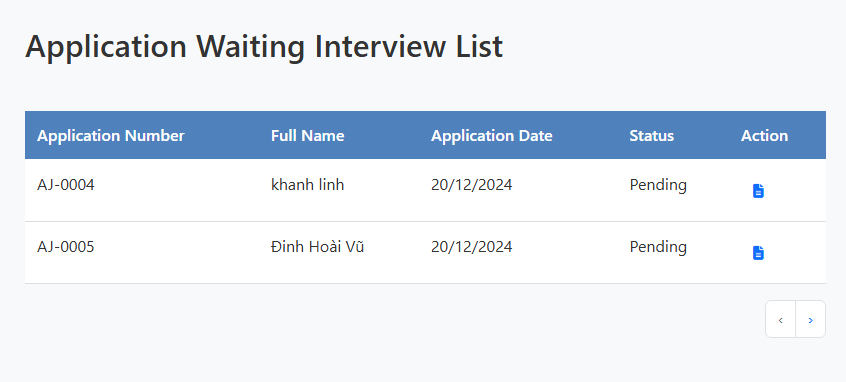 Application Waiting Interview List
Application Number Full Name Application Date Status Action
AJ-0004 khanh linh 20/12/2024 Pending
AJ-0005 Đinh Hoài Vũ 20/12/2024 Pending
‹ ›